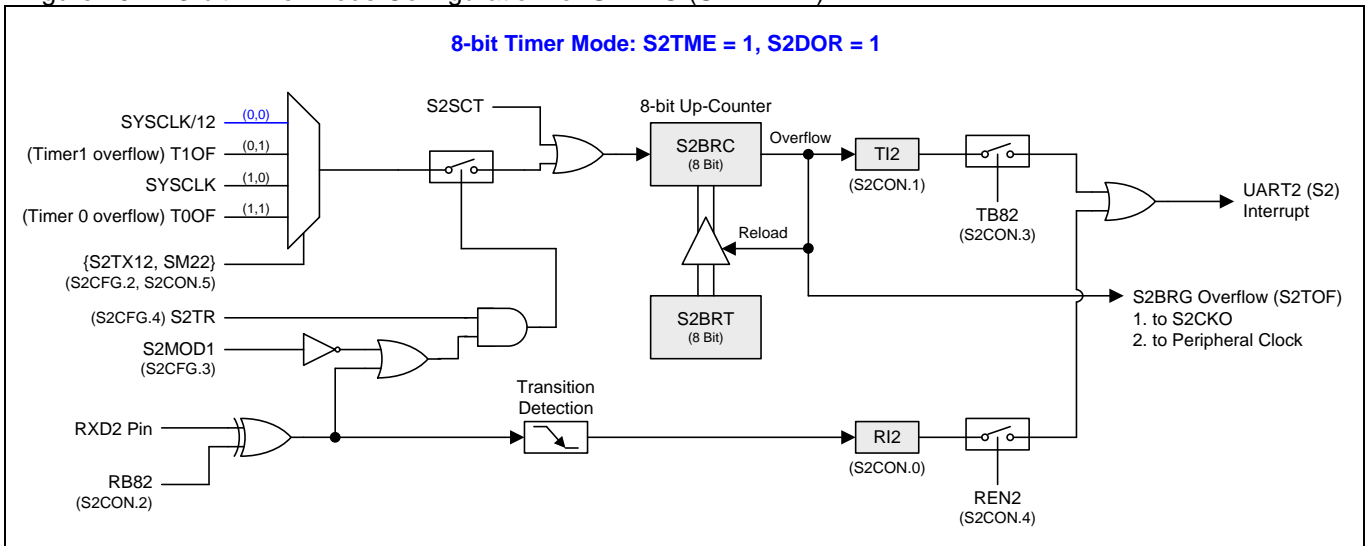 8-bit Timer Mode: S2TME = 1, S2DOR = 1
SYSCLK/12 (0,0)
(Timer1 overflow) T1OF (0,1)
SYSCLK (1,0)
(Timer 0 overflow) T0OF (1,1)
{S2TX12, SM22}
(S2CFG.2, S2CON.5)
(S2CFG.4) S2TR
S2MOD1
(S2CFG.3)
RXD2 Pin
RB82
(S2CON.2)
S2SCT
8-bit Up-Counter
S2BRC
(8 Bit)
Overflow
Reload
S2BRT
(8 Bit)
Transition
Detection
TI2
(S2CON.1)
TB82
(S2CON.3)
RI2
(S2CON.0)
REN2
(S2CON.4)
UART2 (S2)
Interrupt
S2BRG Overflow (S2TOF)
1. to S2CKO
2. to Peripheral Clock